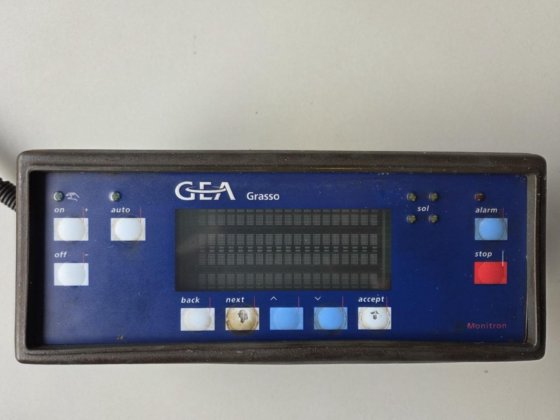 GEA Grasso
on +
auto
sol
alarm
off -
stop
back
next
accept
Monitron